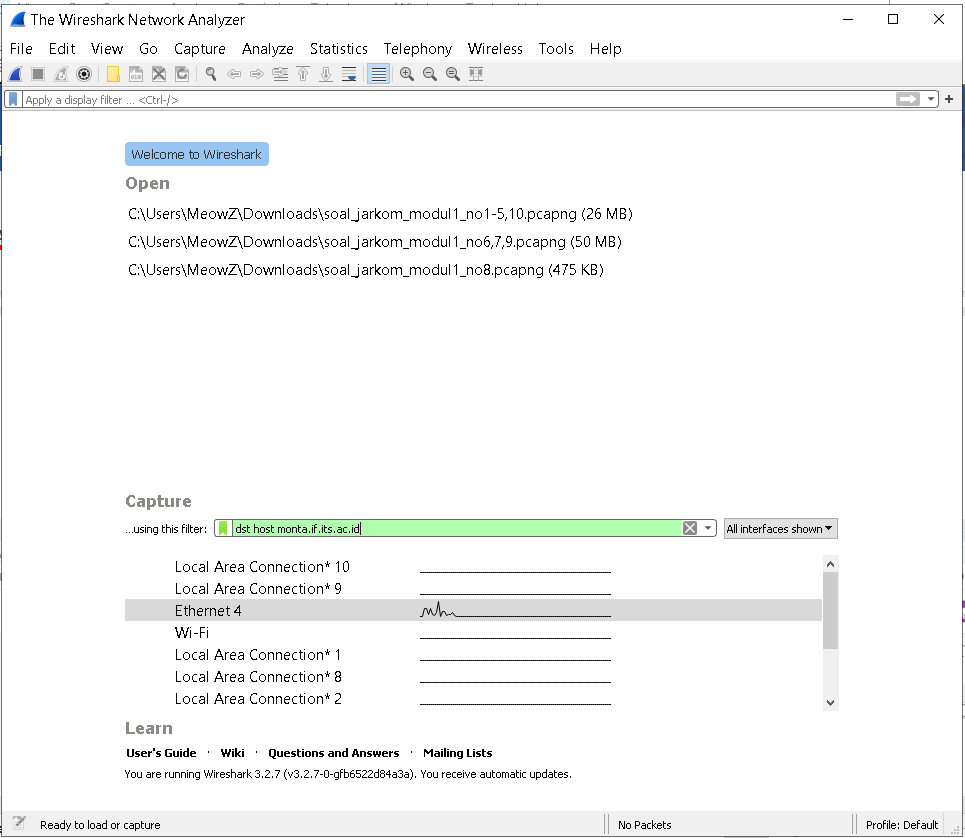 The Wireshark Network Analyzer
File Edit View Go Capture Analyze Statistics Telephony Wireless Tools Help
Apply a display filter ... <Ctrl-/>
Welcome to Wireshark
Open
C:\Users\MeowZ\Downloads\soal_jarkom_modul1_no1-5,10.pcapng (26 MB)
C:\Users\MeowZ\Downloads\soal_jarkom_modul1_no6,7,9.pcapng (50 MB)
C:\Users\MeowZ\Downloads\soal_jarkom_modul1_no8.pcapng (475 KB)
Capture
...using this filter: dst host monta.if.its.ac.id All interfaces shown
Local Area Connection* 10
Local Area Connection* 9
Ethernet 4
Wi-Fi
Local Area Connection* 1
Local Area Connection* 8
Local Area Connection* 2
Learn
User's Guide · Wiki · Questions and Answers · Mailing Lists
You are running Wireshark 3.2.7 (v3.2.7-0-gfb6522d84a3a). You receive automatic updates.
Ready to load or capture No Packets Profile: Default